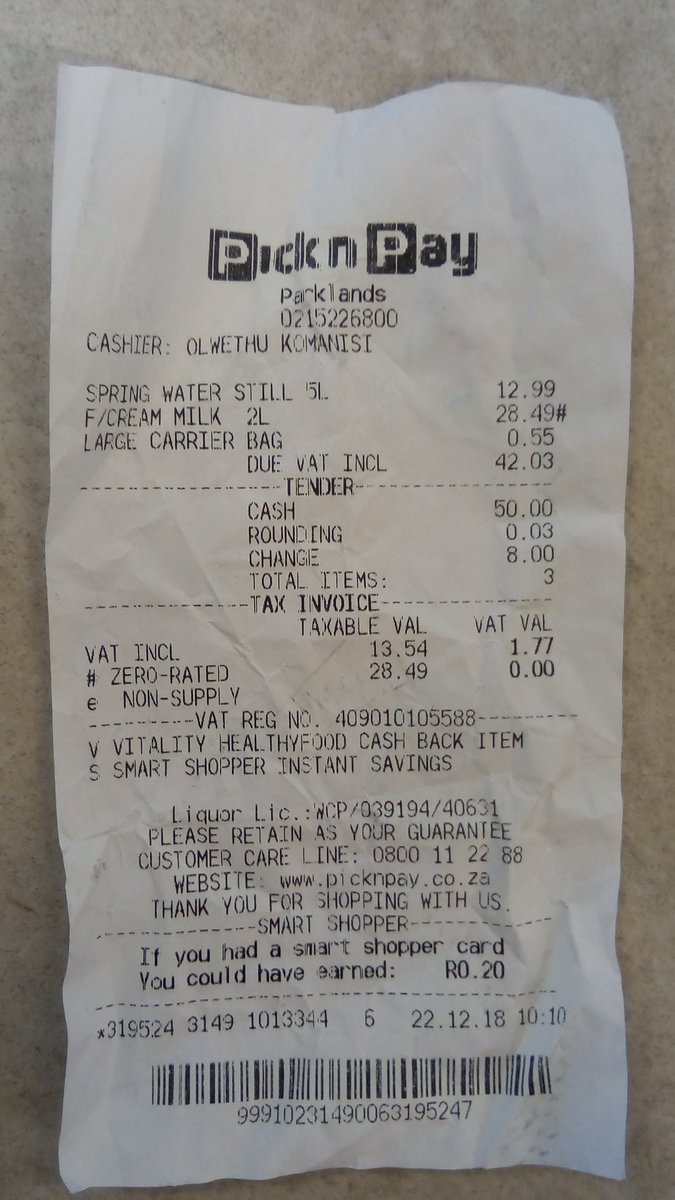 Pick n Pay
Parklands
0215226800
CASHIER: OLWETHU KOMANISI
SPRING WATER STILL 5L 12.99
F/CREAM MILK 2L 28.49#
LARGE CARRIER BAG 0.55
DUE VAT INCL 42.03
--------------------TENDER--------------------
CASH 50.00
ROUNDING 0.03
CHANGE 8.00
TOTAL ITEMS: 3
----------------TAX INVOICE-----------------
TAXABLE VAL VAT VAL
VAT INCL 13.54 1.77
# ZERO-RATED 28.49 0.00
e NON-SUPPLY
----------VAT REG NO. 409010105588---------
V VITALITY HEALTHYFOOD CASH BACK ITEM
S SMART SHOPPER INSTANT SAVINGS
Liquor Lic.:WCP/039194/40631
PLEASE RETAIN AS YOUR GUARANTEE
CUSTOMER CARE LINE: 0800 11 22 88
WEBSITE: www.picknpay.co.za
THANK YOU FOR SHOPPING WITH US.
----------------SMART SHOPPER--------------
If you had a smart shopper card
You could have earned: R0.20
----------------------------------------------
*319524 3149 1013344 6 22.12.18 10:10
99910231490063195247